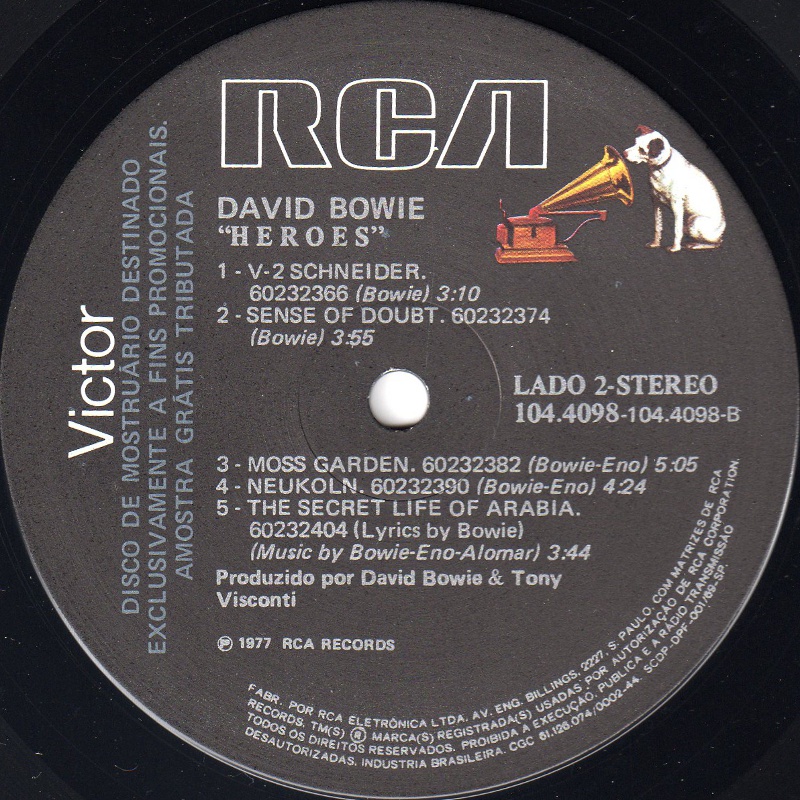 RCA
Victor
DISCO DE MOSTRUÁRIO DESTINADO
EXCLUSIVAMENTE A FINS PROMOCIONAIS.
AMOSTRA GRÁTIS TRIBUTADA
DAVID BOWIE
“HEROES”
1 - V-2 SCHNEIDER.
60232366 (Bowie) 3:10
2 - SENSE OF DOUBT. 60232374
(Bowie) 3:55
LADO 2-STEREO
104.4098-104.4098-B
3 - MOSS GARDEN. 60232382 (Bowie-Eno) 5:05
4 - NEUKOLN. 60232390 (Bowie-Eno) 4:24
5 - THE SECRET LIFE OF ARABIA.
60232404 (Lyrics by Bowie)
(Music by Bowie-Eno-Alomar) 3:44
Produzido por David Bowie & Tony
Visconti
Ⓟ 1977 RCA RECORDS
FABR. POR RCA ELETRÔNICA LTDA. AV. ENG. BILLINGS, 2227, S. PAULO, COM MATRIZES DE RCA
RECORDS, TM(S) ® MARCA(S) REGISTRADA(S) USADAS POR AUTORIZAÇÃO DE RCA CORPORATION.
TODOS OS DIREITOS RESERVADOS. PROIBIDA A EXECUÇÃO, PUBLICA E A RÁDIO TRANSMISSÃO
DESAUTORIZADAS. INDUSTRIA BRASILEIRA. CGC 61.126.074/0002-44. SCDP-DPF-001/69-SP.